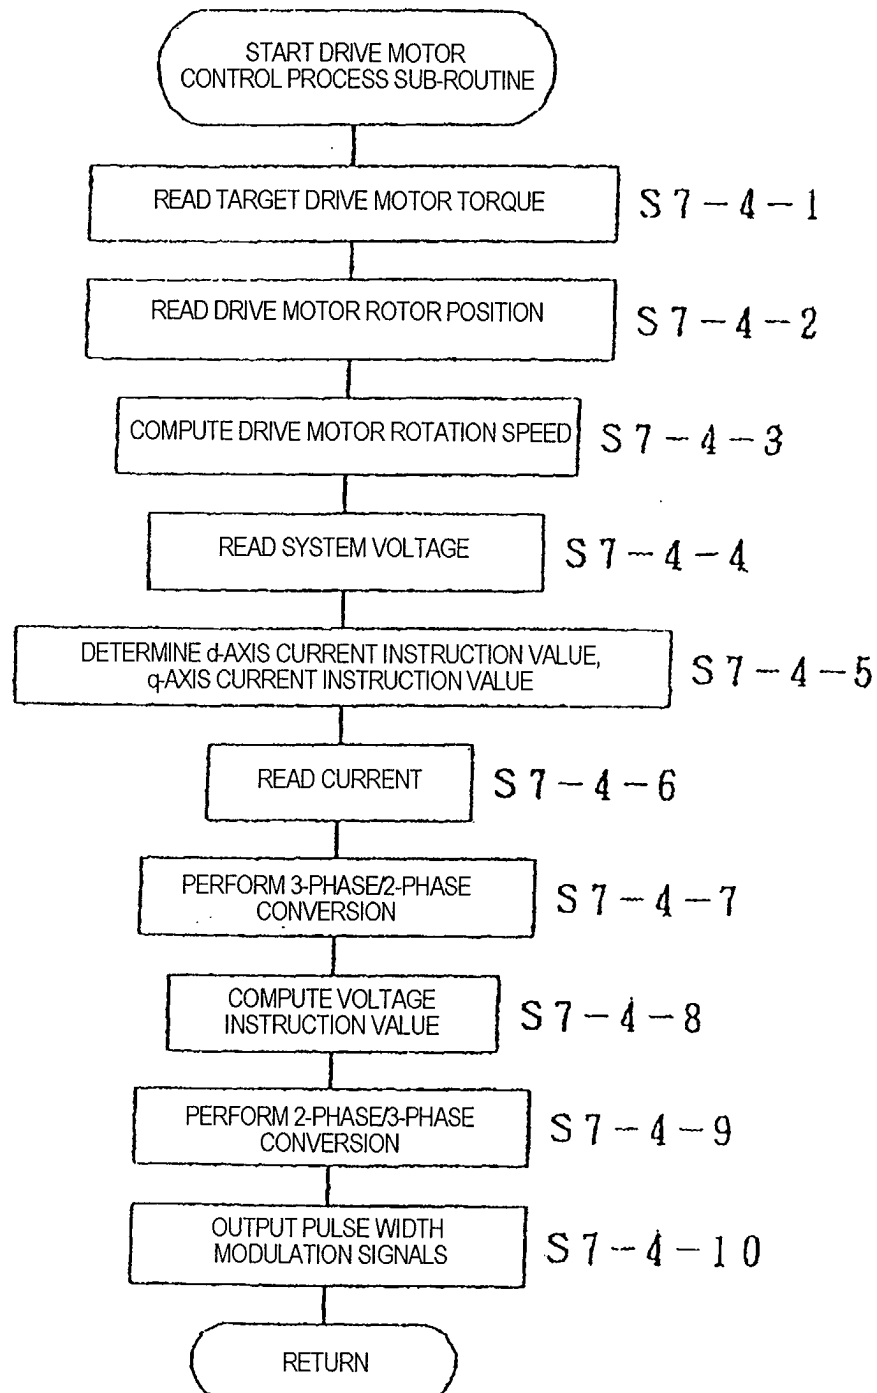 START DRIVE MOTOR
CONTROL PROCESS SUB-ROUTINE
READ TARGET DRIVE MOTOR TORQUE
S7-4-1
READ DRIVE MOTOR ROTOR POSITION
S7-4-2
COMPUTE DRIVE MOTOR ROTATION SPEED
S7-4-3
READ SYSTEM VOLTAGE
S7-4-4
DETERMINE d-AXIS CURRENT INSTRUCTION VALUE,
q-AXIS CURRENT INSTRUCTION VALUE
S7-4-5
READ CURRENT
S7-4-6
PERFORM 3-PHASE/2-PHASE
CONVERSION
S7-4-7
COMPUTE VOLTAGE
INSTRUCTION VALUE
S7-4-8
PERFORM 2-PHASE/3-PHASE
CONVERSION
S7-4-9
OUTPUT PULSE WIDTH
MODULATION SIGNALS
S7-4-10
RETURN